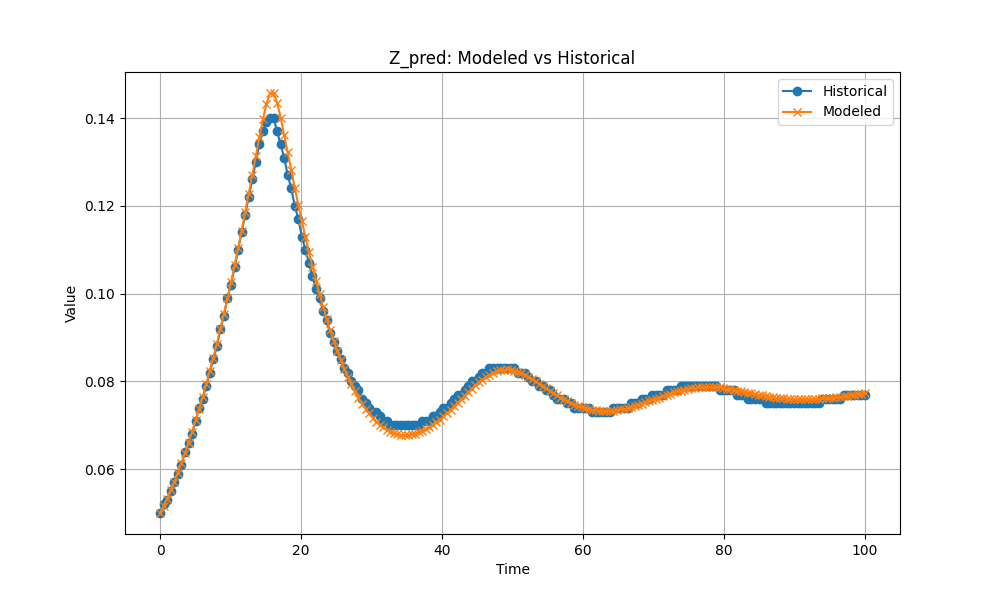 Z_pred: Modeled vs Historical
Historical
Modeled
0.14
0.12
0.10
0.08
0.06
Value
0
20
40
60
80
100
Time